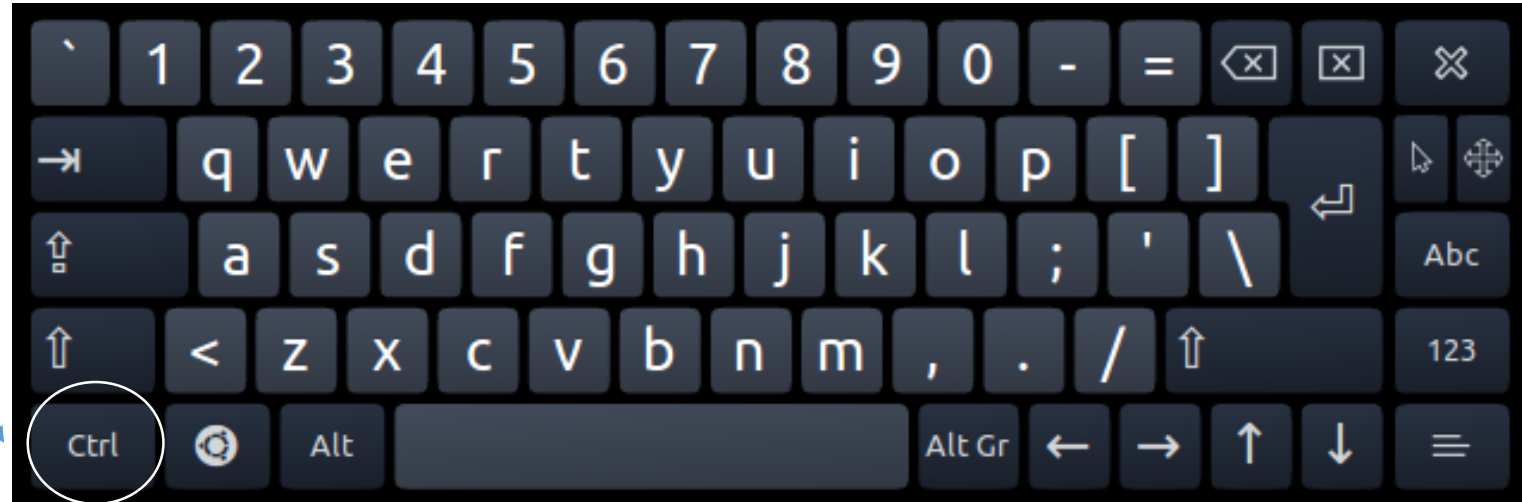 ` 1 2 3 4 5 6 7 8 9 0 - =
q w e r t y u i o p [ ]
a s d f g h j k l ; ' \ Abc
< z x c v b n m , . / 123
Ctrl Alt Alt Gr ← → ↑ ↓